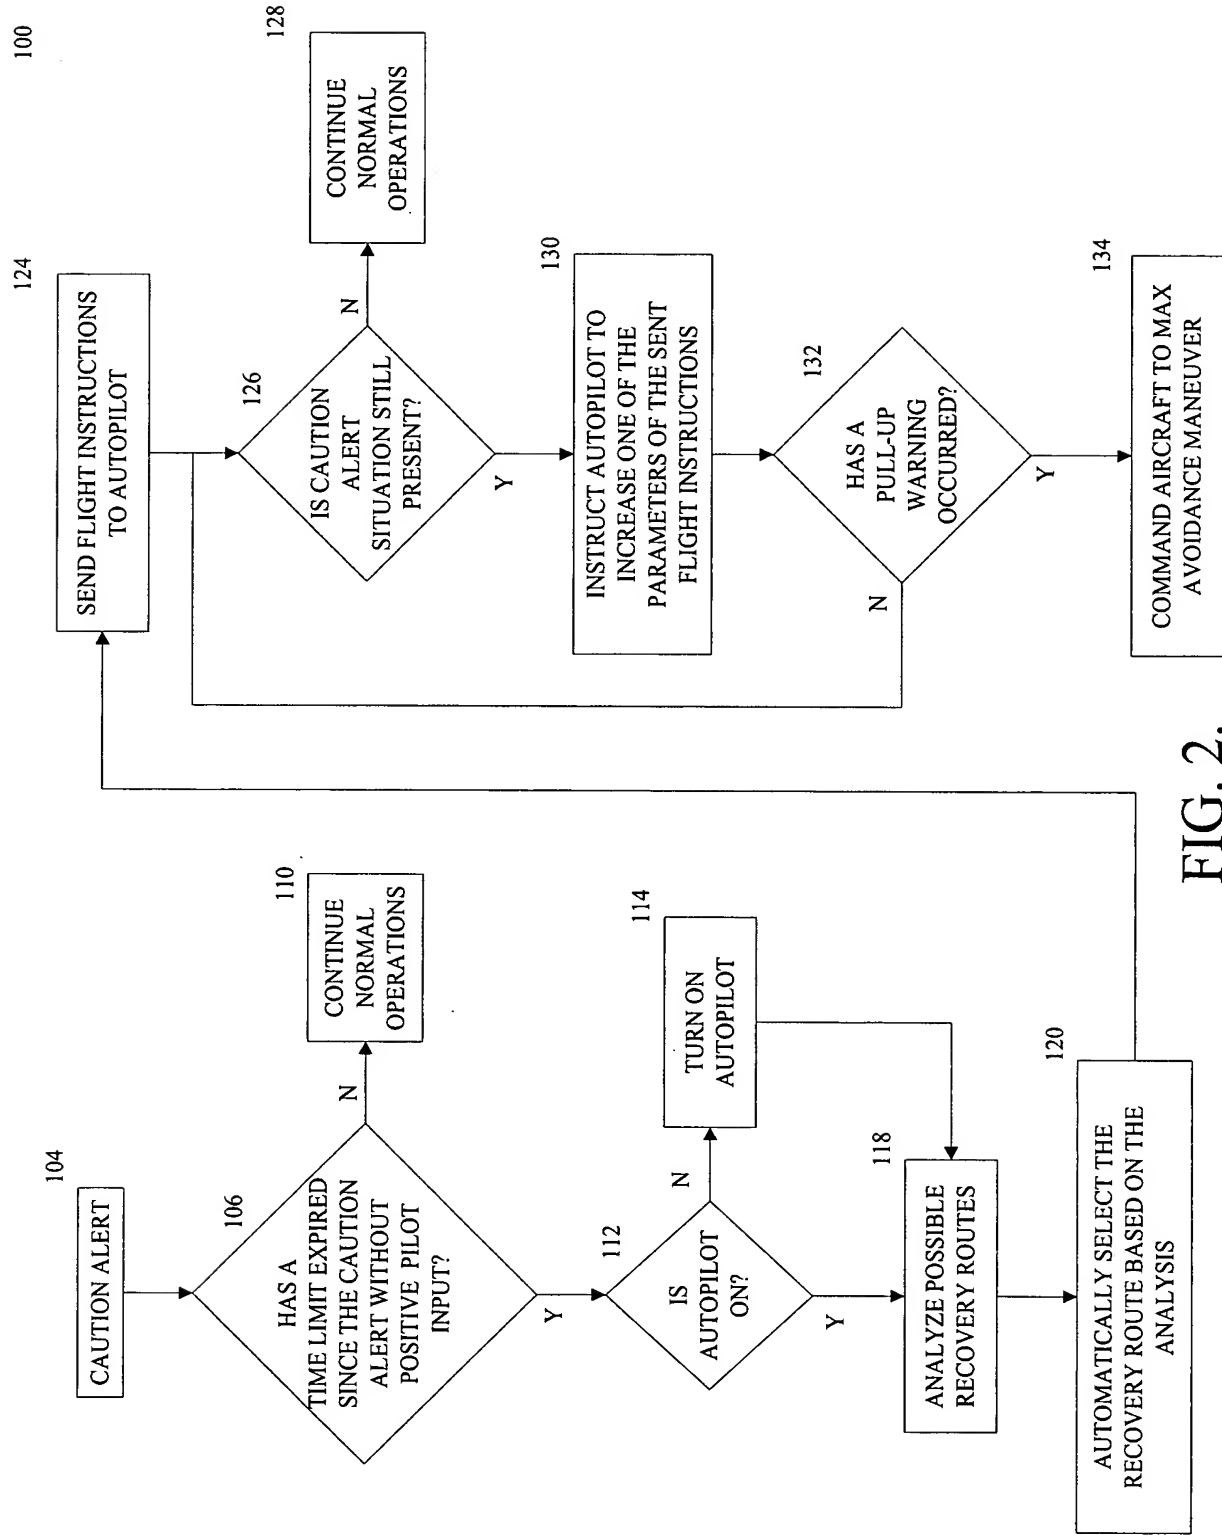 100
104
CAUTION ALERT
106
HAS A
TIME LIMIT EXPIRED
SINCE THE CAUTION
ALERT WITHOUT
POSITIVE PILOT
INPUT?
N
110
CONTINUE
NORMAL
OPERATIONS
Y
112
IS
AUTOPILOT
ON?
N
114
TURN ON
AUTOPILOT
Y
118
ANALYZE POSSIBLE
RECOVERY ROUTES
120
AUTOMATICALLY SELECT THE
RECOVERY ROUTE BASED ON THE
ANALYSIS
124
SEND FLIGHT INSTRUCTIONS
TO AUTOPILOT
126
IS CAUTION
ALERT
SITUATION STILL
PRESENT?
N
128
CONTINUE
NORMAL
OPERATIONS
Y
130
INSTRUCT AUTOPILOT TO
INCREASE ONE OF THE
PARAMETERS OF THE SENT
FLIGHT INSTRUCTIONS
132
HAS A
PULL-UP
WARNING
OCCURRED?
N
Y
134
COMMAND AIRCRAFT TO MAX
AVOIDANCE MANEUVER
FIG. 2.